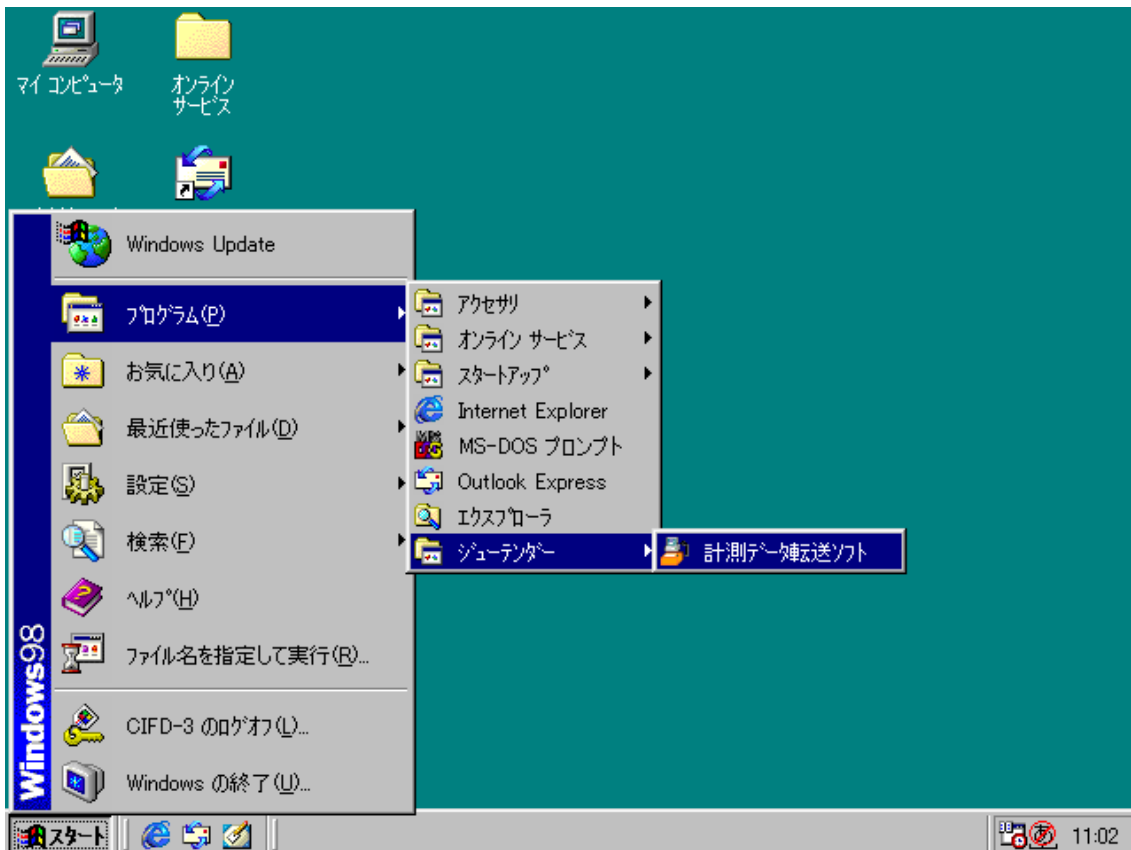 マイ コンピュータ
オンライン
サービス
Windows Update
プログラム(P)
お気に入り(A)
最近使ったファイル(D)
設定(S)
検索(F)
ヘルプ(H)
ファイル名を指定して実行(R)...
CIFD-3 のログオフ(L)...
Windows の終了(U)...
Windows98
アクセサリ
オンライン サービス
スタートアップ
Internet Explorer
MS-DOS プロンプト
Outlook Express
エクスプローラ
ジューテンダー
計測データ転送ソフト
スタート
あ
11:02